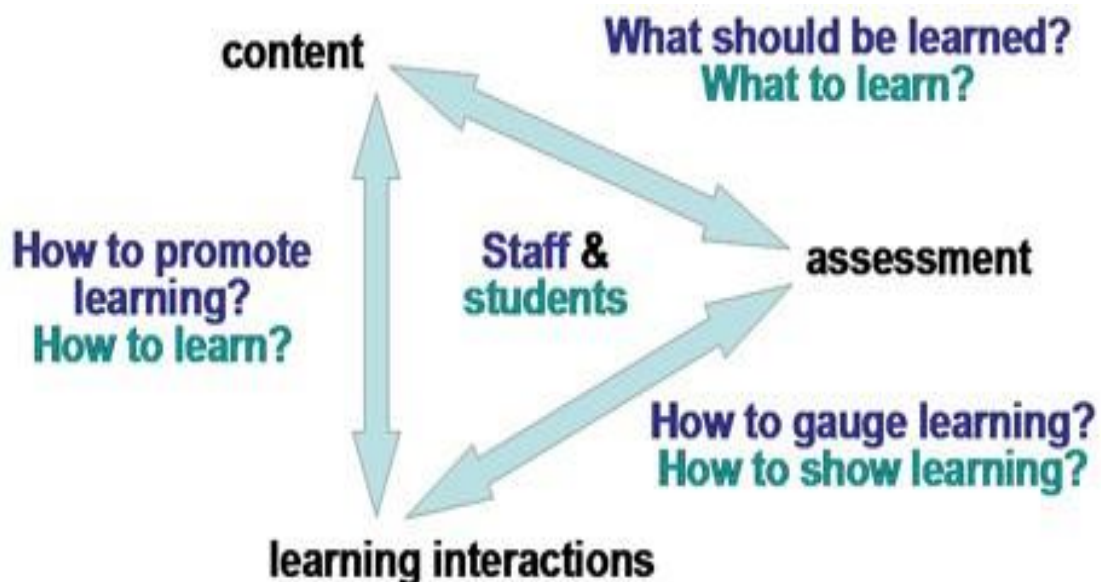 content
What should be learned?
What to learn?
How to promote
learning?
How to learn?
Staff &
students
assessment
How to gauge learning?
How to show learning?
learning interactions